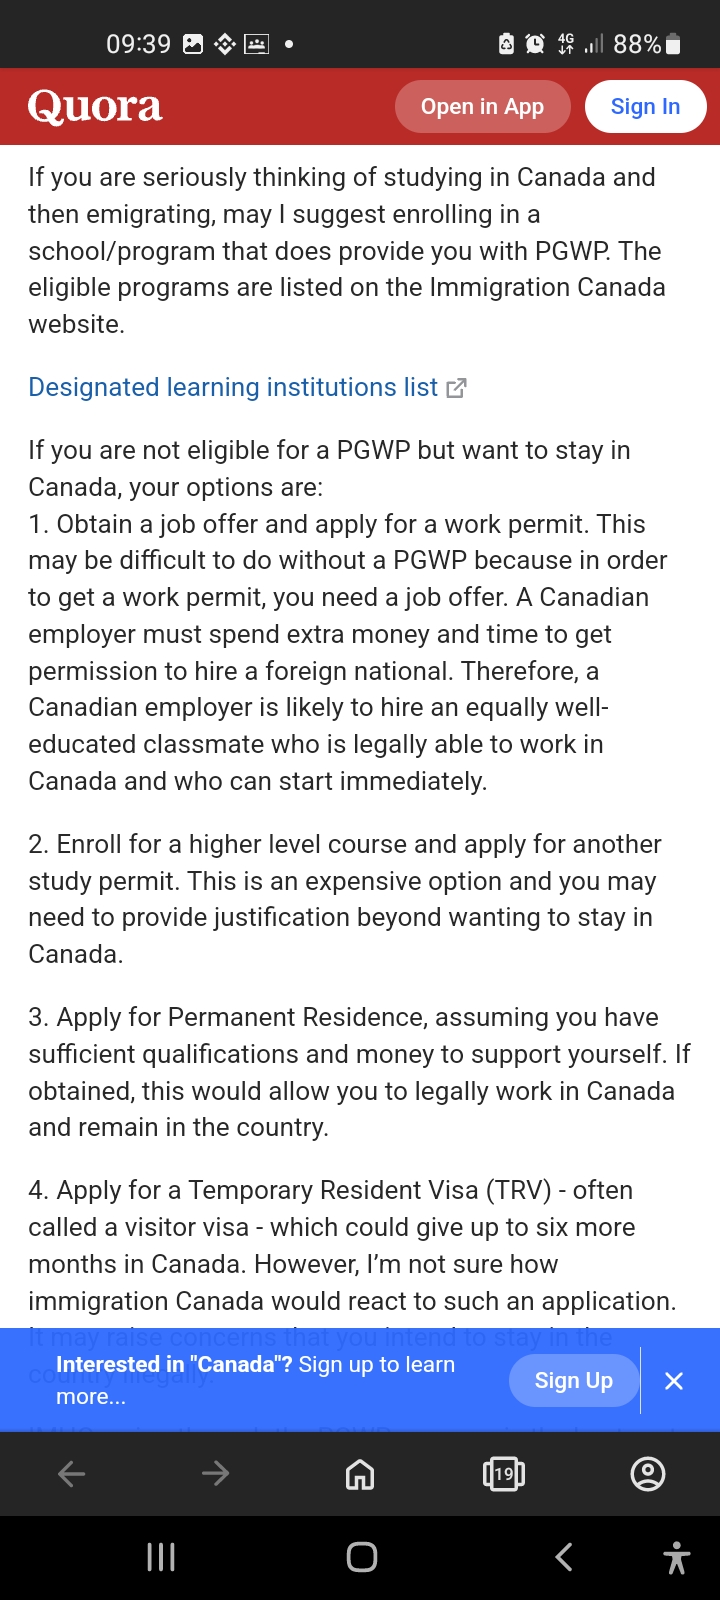 09:39
4G
88%
Quora
Open in App
Sign In
If you are seriously thinking of studying in Canada and
then emigrating, may I suggest enrolling in a
school/program that does provide you with PGWP. The
eligible programs are listed on the Immigration Canada
website.
Designated learning institutions list
If you are not eligible for a PGWP but want to stay in
Canada, your options are:
1. Obtain a job offer and apply for a work permit. This
may be difficult to do without a PGWP because in order
to get a work permit, you need a job offer. A Canadian
employer must spend extra money and time to get
permission to hire a foreign national. Therefore, a
Canadian employer is likely to hire an equally well-
educated classmate who is legally able to work in
Canada and who can start immediately.
2. Enroll for a higher level course and apply for another
study permit. This is an expensive option and you may
need to provide justification beyond wanting to stay in
Canada.
3. Apply for Permanent Residence, assuming you have
sufficient qualifications and money to support yourself. If
obtained, this would allow you to legally work in Canada
and remain in the country.
4. Apply for a Temporary Resident Visa (TRV) - often
called a visitor visa - which could give up to six more
months in Canada. However, I’m not sure how
immigration Canada would react to such an application.
It may raise concerns that you intend to stay in the
country illegally.
Interested in "Canada"? Sign up to learn
more...
Sign Up
19